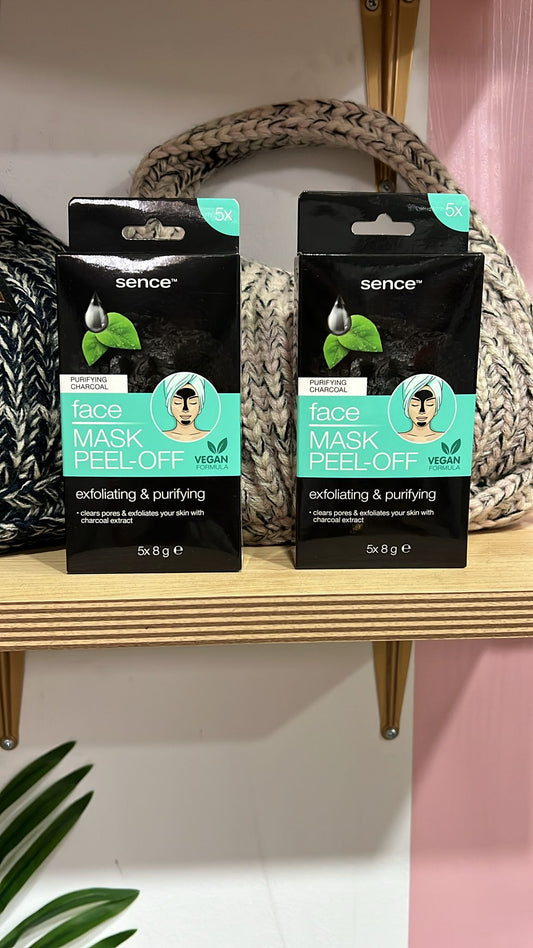 5x
sence™
PURIFYING
CHARCOAL
face
MASK
PEEL-OFF
VEGAN
FORMULA
exfoliating & purifying
• clears pores & exfoliates your skin with
charcoal extract
5x 8 g ℮
5x
sence™
PURIFYING
CHARCOAL
face
MASK
PEEL-OFF
VEGAN
FORMULA
exfoliating & purifying
• clears pores & exfoliates your skin with
charcoal extract
5x 8 g ℮